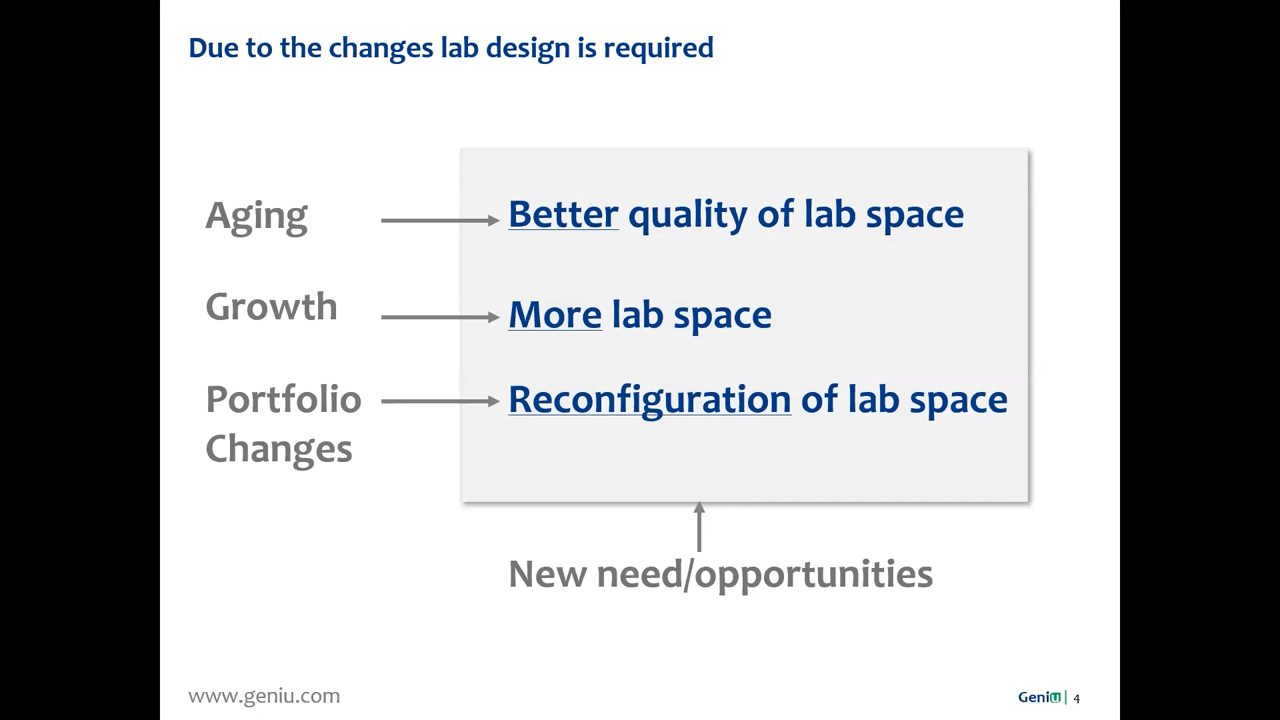 Due to the changes lab design is required
Aging
Better quality of lab space
Growth
More lab space
Portfolio
Changes
Reconfiguration of lab space
New need/opportunities
www.geniu.com
Geniu | 4